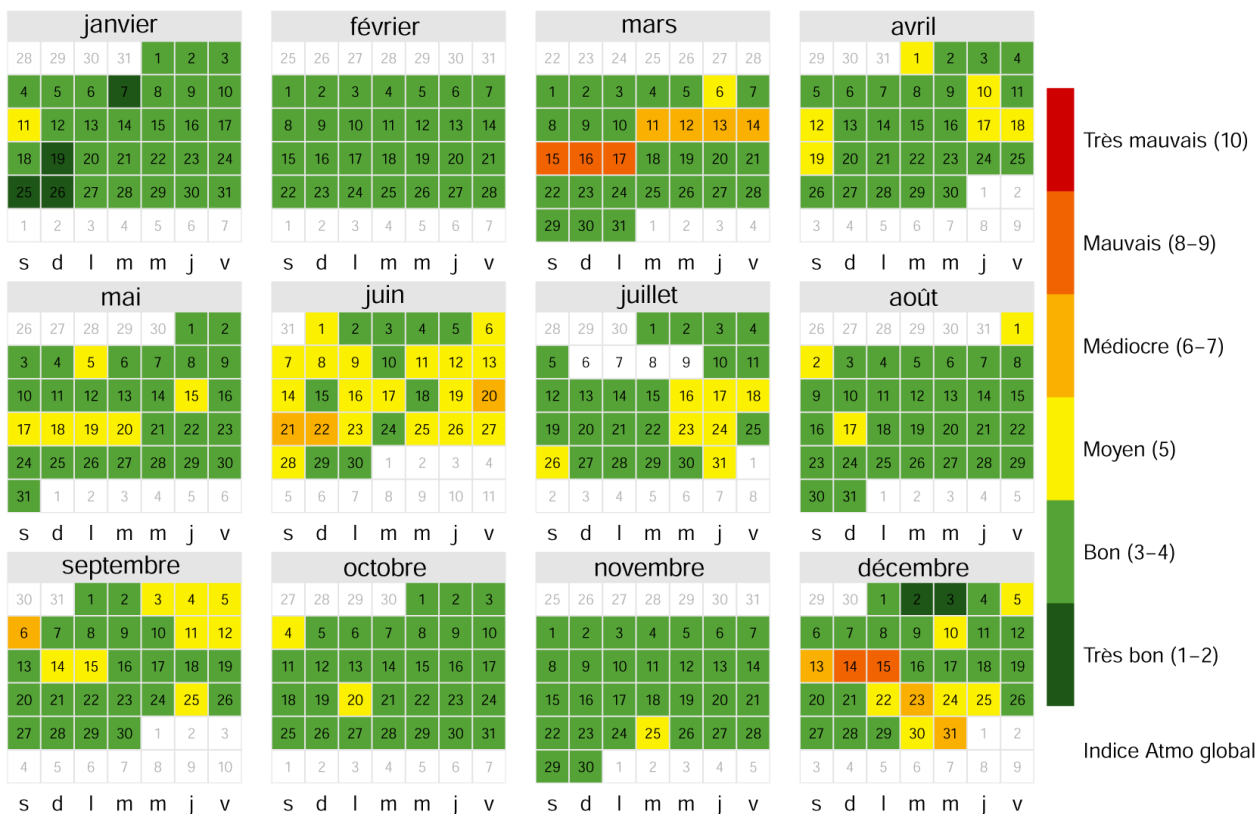 janvier février mars avril
28 29 30 31 1 2 3 25 26 27 28 29 30 31 22 23 24 25 26 27 28 29 30 31 1 2 3 4
4 5 6 7 8 9 10 1 2 3 4 5 6 7 1 2 3 4 5 6 7 5 6 7 8 9 10 11
11 12 13 14 15 16 17 8 9 10 11 12 13 14 8 9 10 11 12 13 14 12 13 14 15 16 17 18
Très mauvais (10)
18 19 20 21 22 23 24 15 16 17 18 19 20 21 15 16 17 18 19 20 21 19 20 21 22 23 24 25
25 26 27 28 29 30 31 22 23 24 25 26 27 28 22 23 24 25 26 27 28 26 27 28 29 30 1 2
1 2 3 4 5 6 7 1 2 3 4 5 6 7 29 30 31 1 2 3 4 3 4 5 6 7 8 9
Mauvais (8–9)
s d l m m j v s d l m m j v s d l m m j v s d l m m j v
mai juin juillet août
26 27 28 29 30 1 2 31 1 2 3 4 5 6 28 29 30 1 2 3 4 26 27 28 29 30 31 1
Médiocre (6–7)
3 4 5 6 7 8 9 7 8 9 10 11 12 13 5 6 7 8 9 10 11 2 3 4 5 6 7 8
10 11 12 13 14 15 16 14 15 16 17 18 19 20 12 13 14 15 16 17 18 9 10 11 12 13 14 15
17 18 19 20 21 22 23 21 22 23 24 25 26 27 19 20 21 22 23 24 25 16 17 18 19 20 21 22
Moyen (5)
24 25 26 27 28 29 30 28 29 30 1 2 3 4 26 27 28 29 30 31 1 23 24 25 26 27 28 29
31 1 2 3 4 5 6 5 6 7 8 9 10 11 2 3 4 5 6 7 8 30 31 1 2 3 4 5
s d l m m j v s d l m m j v s d l m m j v s d l m m j v
Bon (3–4)
septembre octobre novembre décembre
30 31 1 2 3 4 5 27 28 29 30 1 2 3 25 26 27 28 29 30 31 29 30 1 2 3 4 5
6 7 8 9 10 11 12 4 5 6 7 8 9 10 1 2 3 4 5 6 7 6 7 8 9 10 11 12
Très bon (1–2)
13 14 15 16 17 18 19 11 12 13 14 15 16 17 8 9 10 11 12 13 14 13 14 15 16 17 18 19
20 21 22 23 24 25 26 18 19 20 21 22 23 24 15 16 17 18 19 20 21 20 21 22 23 24 25 26
27 28 29 30 1 2 3 25 26 27 28 29 30 31 22 23 24 25 26 27 28 27 28 29 30 31 1 2
Indice Atmo global
4 5 6 7 8 9 10 1 2 3 4 5 6 7 29 30 1 2 3 4 5 3 4 5 6 7 8 9
s d l m m j v s d l m m j v s d l m m j v s d l m m j v